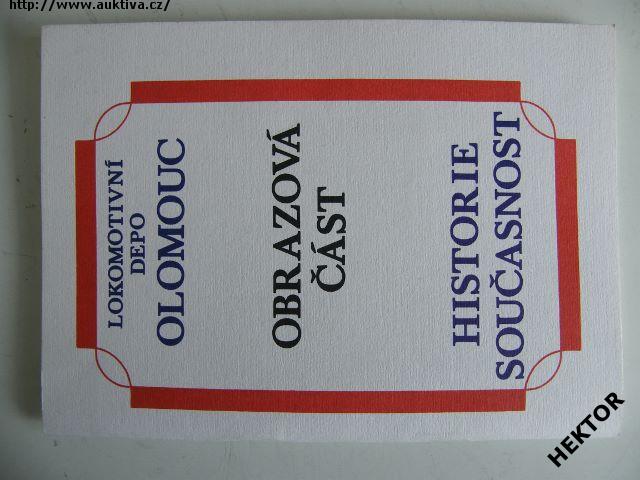 http://www.auktiva.cz/
LOKOMOTIVNÍ
DEPO
OLOMOUC
OBRAZOVÁ
ČÁST
HISTORIE
SOUČASNOST
HEKTOR